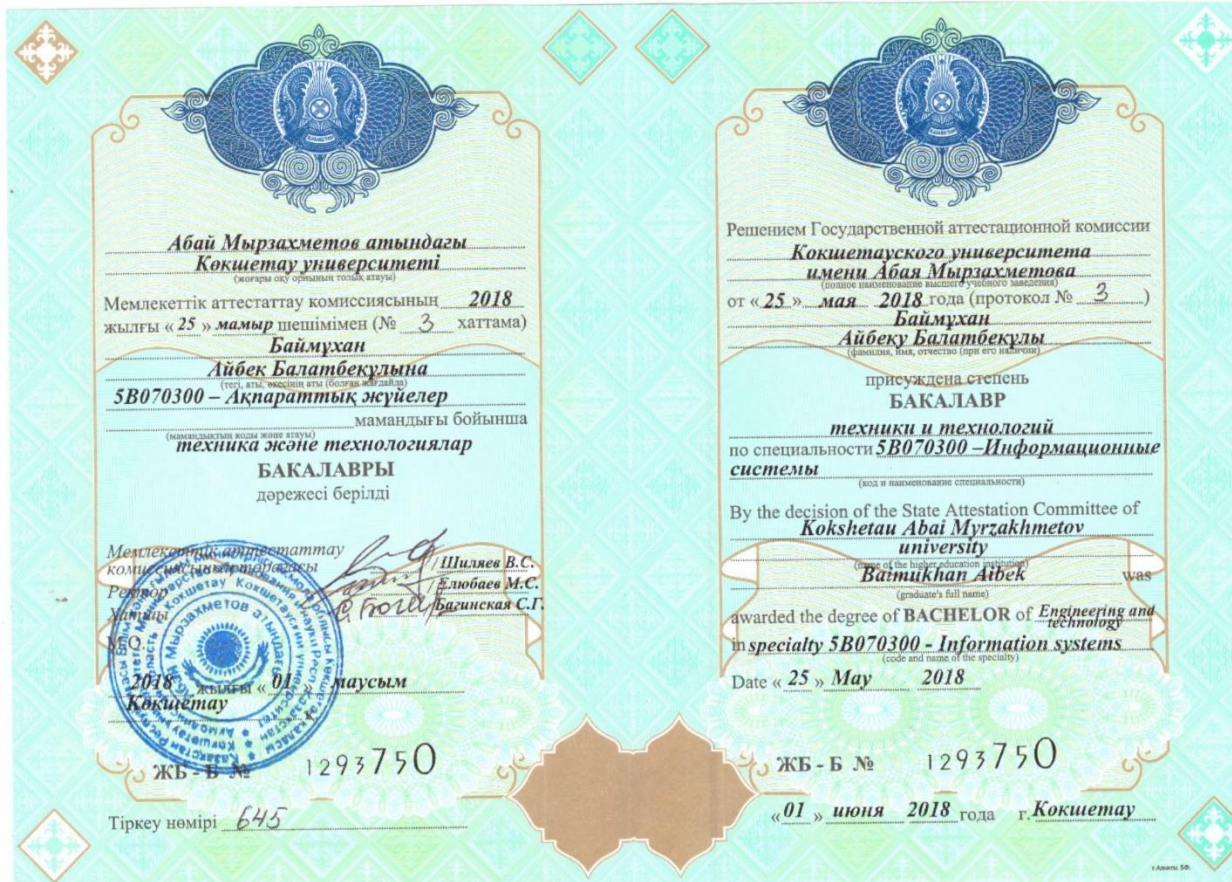 Абай Мырзахметов атындағы
Көкшетау университеті
(жоғары оқу орнының толық атауы)
Мемлекеттік аттестаттау комиссиясының 2018
жылғы « 25 » мамыр шешімімен (№ 3 хаттама)
Баймұхан
Айбек Балатбекұлына
(тегі, аты, әкесінің аты (болған жағдайда)
5В070300 – Ақпараттық жүйелер
мамандығы бойынша
(мамандықтың коды және атауы)
техника және технологиялар
БАКАЛАВРЫ
дәрежесі берілді
Мемлекеттік аттестаттау
комиссиясының төрағасы
Шиляев В.С.
Ректор Елюбаев М.С.
Хатшы Багинская С.Г.
М.О.
2018 жылғы « 01 » маусым
Көкшетау
ЖБ - Б № 1293750
Тіркеу нөмірі 645
Решением Государственной аттестационной комиссии
Кокшетауского университета
имени Абая Мырзахметова
(полное наименование высшего учебного заведения)
от « 25 » мая 2018 года (протокол № 3 )
Баймұхан
Айбеку Балатбекұлы
(фамилия, имя, отчество (при его наличии)
присуждена степень
БАКАЛАВР
техники и технологий
по специальности 5В070300 –Информационные
системы
(код и наименование специальности)
By the decision of the State Attestation Committee of
Kokshetau Abai Myrzakhmetov
university
(name of the higher education institution)
Baimukhan Aibek was
(graduate's full name)
awarded the degree of BACHELOR of Engineering and
technology
in specialty 5B070300 - Information systems
(code and name of the specialty)
Date « 25 » May 2018
ЖБ - Б № 1293750
« 01 » июня 2018 года г. Кокшетау